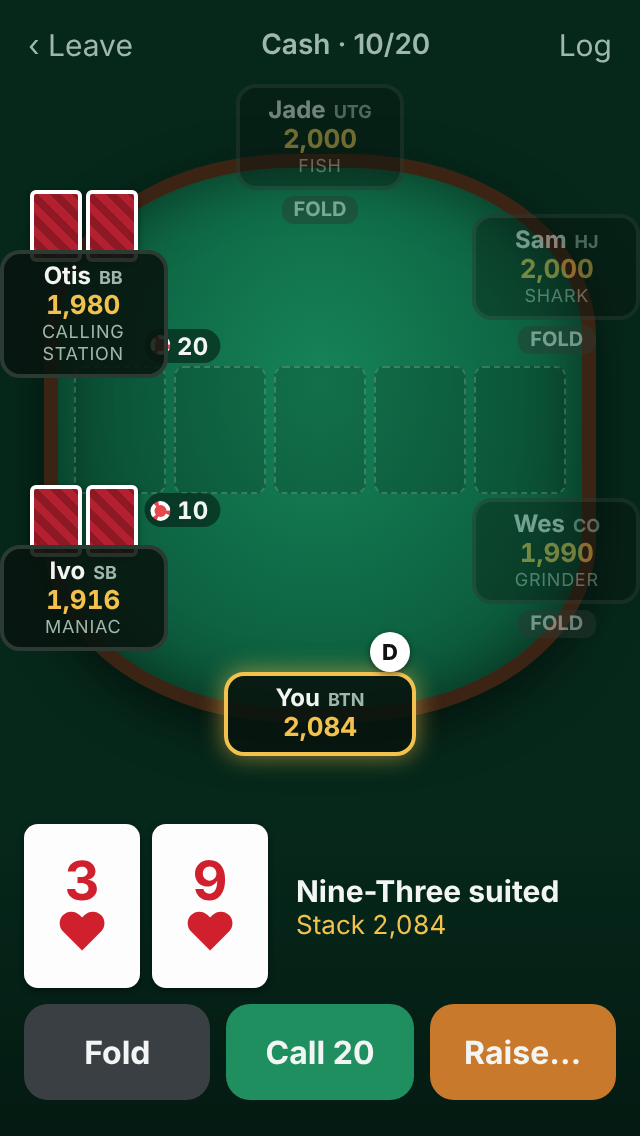 ‹ Leave
Cash · 10/20
Log
Jade UTG
2,000
FISH
FOLD
Otis BB
1,980
CALLING
STATION
20
Sam HJ
2,000
SHARK
FOLD
10
Ivo SB
1,916
MANIAC
Wes CO
1,990
GRINDER
FOLD
D
You BTN
2,084
3
9
Nine-Three suited
Stack 2,084
Fold
Call 20
Raise...